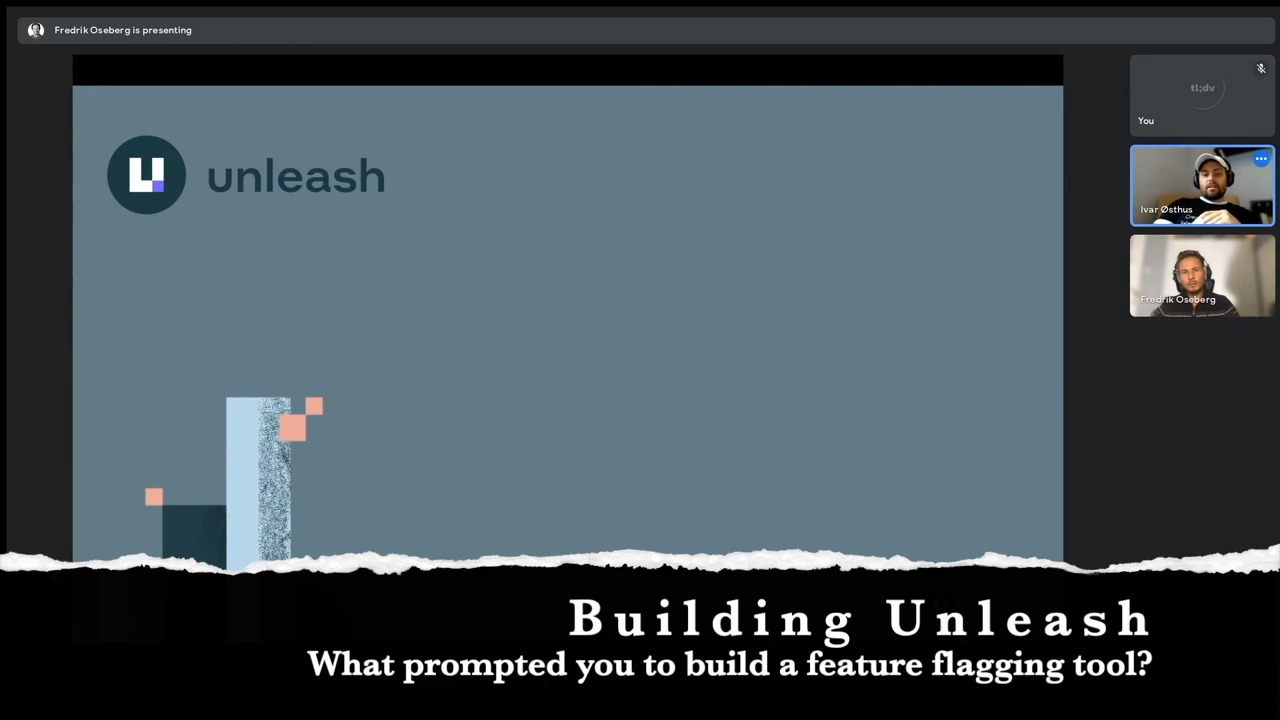 Fredrik Oseberg is presenting
tl;dv
You
unleash
Ivar Østhus
Fredrik Oseberg
Building Unleash
What prompted you to build a feature flagging tool?